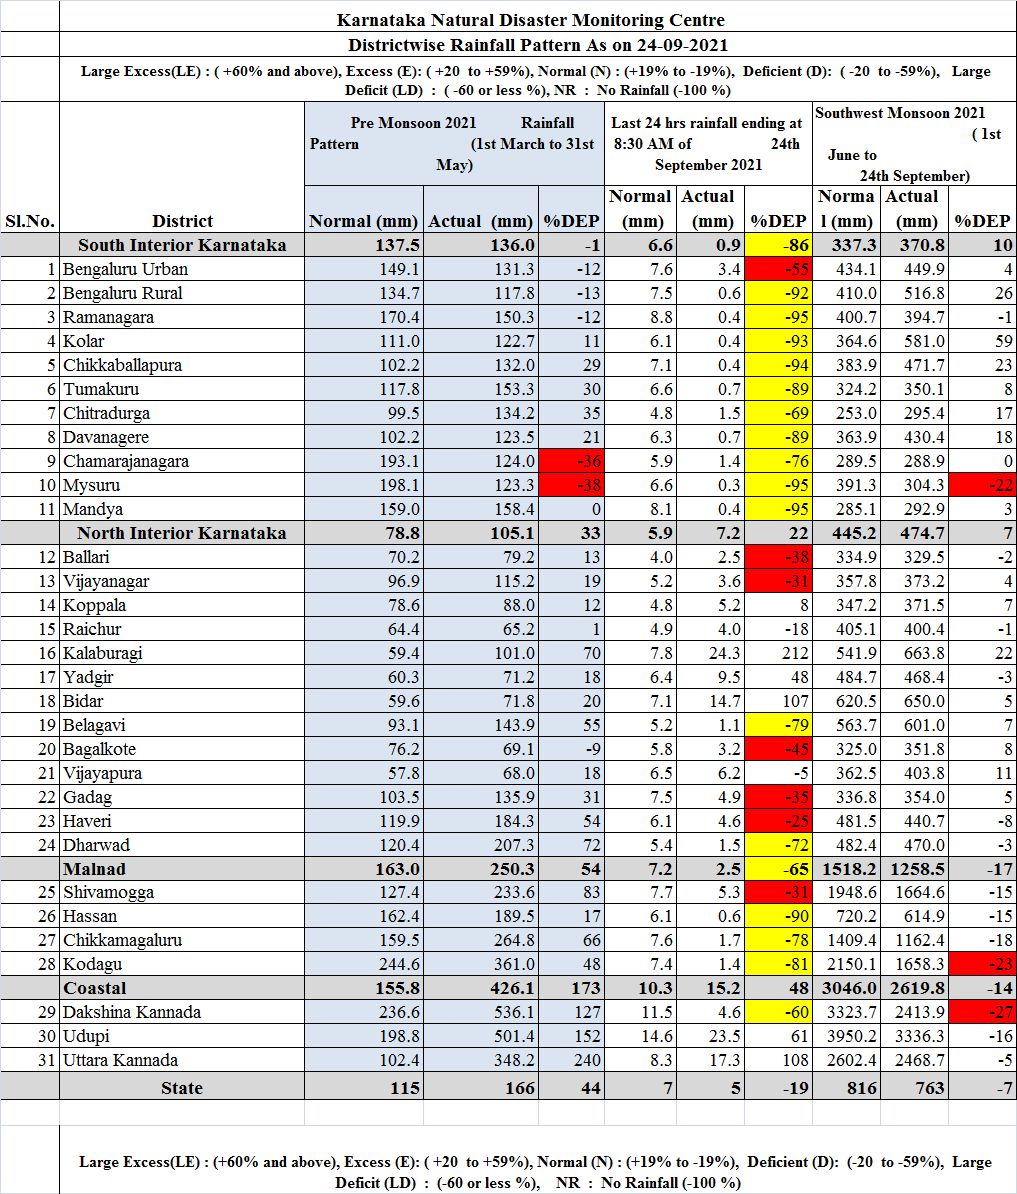 Karnataka Natural Disaster Monitoring Centre
Districtwise Rainfall Pattern As on 24-09-2021
Large Excess(LE) : ( +60% and above), Excess (E): ( +20 to +59%), Normal (N) : (+19% to -19%), Deficient (D): ( -20 to -59%), Large
Deficit (LD) : ( -60 or less %), NR : No Rainfall (-100 %)
Pre Monsoon 2021 Rainfall
Pattern (1st March to 31st
May)
Last 24 hrs rainfall ending at
8:30 AM of 24th
September 2021
Southwest Monsoon 2021
( 1st
June to
24th September)
Sl.No. District Normal (mm) Actual (mm) %DEP Normal (mm) Actual (mm) %DEP Norma l (mm) Actual (mm) %DEP
South Interior Karnataka 137.5 136.0 -1 6.6 0.9 -86 337.3 370.8 10
1 Bengaluru Urban 149.1 131.3 -12 7.6 3.4 -55 434.1 449.9 4
2 Bengaluru Rural 134.7 117.8 -13 7.5 0.6 -92 410.0 516.8 26
3 Ramanagara 170.4 150.3 -12 8.8 0.4 -95 400.7 394.7 -1
4 Kolar 111.0 122.7 11 6.1 0.4 -93 364.6 581.0 59
5 Chikkaballapura 102.2 132.0 29 7.1 0.4 -94 383.9 471.7 23
6 Tumakuru 117.8 153.3 30 6.6 0.7 -89 324.2 350.1 8
7 Chitradurga 99.5 134.2 35 4.8 1.5 -69 253.0 295.4 17
8 Davanagere 102.2 123.5 21 6.3 0.7 -89 363.9 430.4 18
9 Chamarajanagara 193.1 124.0 -36 5.9 1.4 -76 289.5 288.9 0
10 Mysuru 198.1 123.3 -38 6.6 0.3 -95 391.3 304.3 -22
11 Mandya 159.0 158.4 0 8.1 0.4 -95 285.1 292.9 3
North Interior Karnataka 78.8 105.1 33 5.9 7.2 22 445.2 474.7 7
12 Ballari 70.2 79.2 13 4.0 2.5 -38 334.9 329.5 -2
13 Vijayanagar 96.9 115.2 19 5.2 3.6 -31 357.8 373.2 4
14 Koppala 78.6 88.0 12 4.8 5.2 8 347.2 371.5 7
15 Raichur 64.4 65.2 1 4.9 4.0 -18 405.1 400.4 -1
16 Kalaburagi 59.4 101.0 70 7.8 24.3 212 541.9 663.8 22
17 Yadgir 60.3 71.2 18 6.4 9.5 48 484.7 468.4 -3
18 Bidar 59.6 71.8 20 7.1 14.7 107 620.5 650.0 5
19 Belagavi 93.1 143.9 55 5.2 1.1 -79 563.7 601.0 7
20 Bagalkote 76.2 69.1 -9 5.8 3.2 -45 325.0 351.8 8
21 Vijayapura 57.8 68.0 18 6.5 6.2 -5 362.5 403.8 11
22 Gadag 103.5 135.9 31 7.5 4.9 -35 336.8 354.0 5
23 Haveri 119.9 184.3 54 6.1 4.6 -25 481.5 440.7 -8
24 Dharwad 120.4 207.3 72 5.4 1.5 -72 482.4 470.0 -3
Malnad 163.0 250.3 54 7.2 2.5 -65 1518.2 1258.5 -17
25 Shivamogga 127.4 233.6 83 7.7 5.3 -31 1948.6 1664.6 -15
26 Hassan 162.4 189.5 17 6.1 0.6 -90 720.2 614.9 -15
27 Chikkamagaluru 159.5 264.8 66 7.6 1.7 -78 1409.4 1162.4 -18
28 Kodagu 244.6 361.0 48 7.4 1.4 -81 2150.1 1658.3 -23
Coastal 155.8 426.1 173 10.3 15.2 48 3046.0 2619.8 -14
29 Dakshina Kannada 236.6 536.1 127 11.5 4.6 -60 3323.7 2413.9 -27
30 Udupi 198.8 501.4 152 14.6 23.5 61 3950.2 3336.3 -16
31 Uttara Kannada 102.4 348.2 240 8.3 17.3 108 2602.4 2468.7 -5
State 115 166 44 7 5 -19 816 763 -7
Large Excess(LE) : (+60% and above), Excess (E): ( +20 to +59%), Normal (N) : (+19% to -19%), Deficient (D): (-20 to -59%), Large
Deficit (LD) : (-60 or less %), NR : No Rainfall (-100 %)